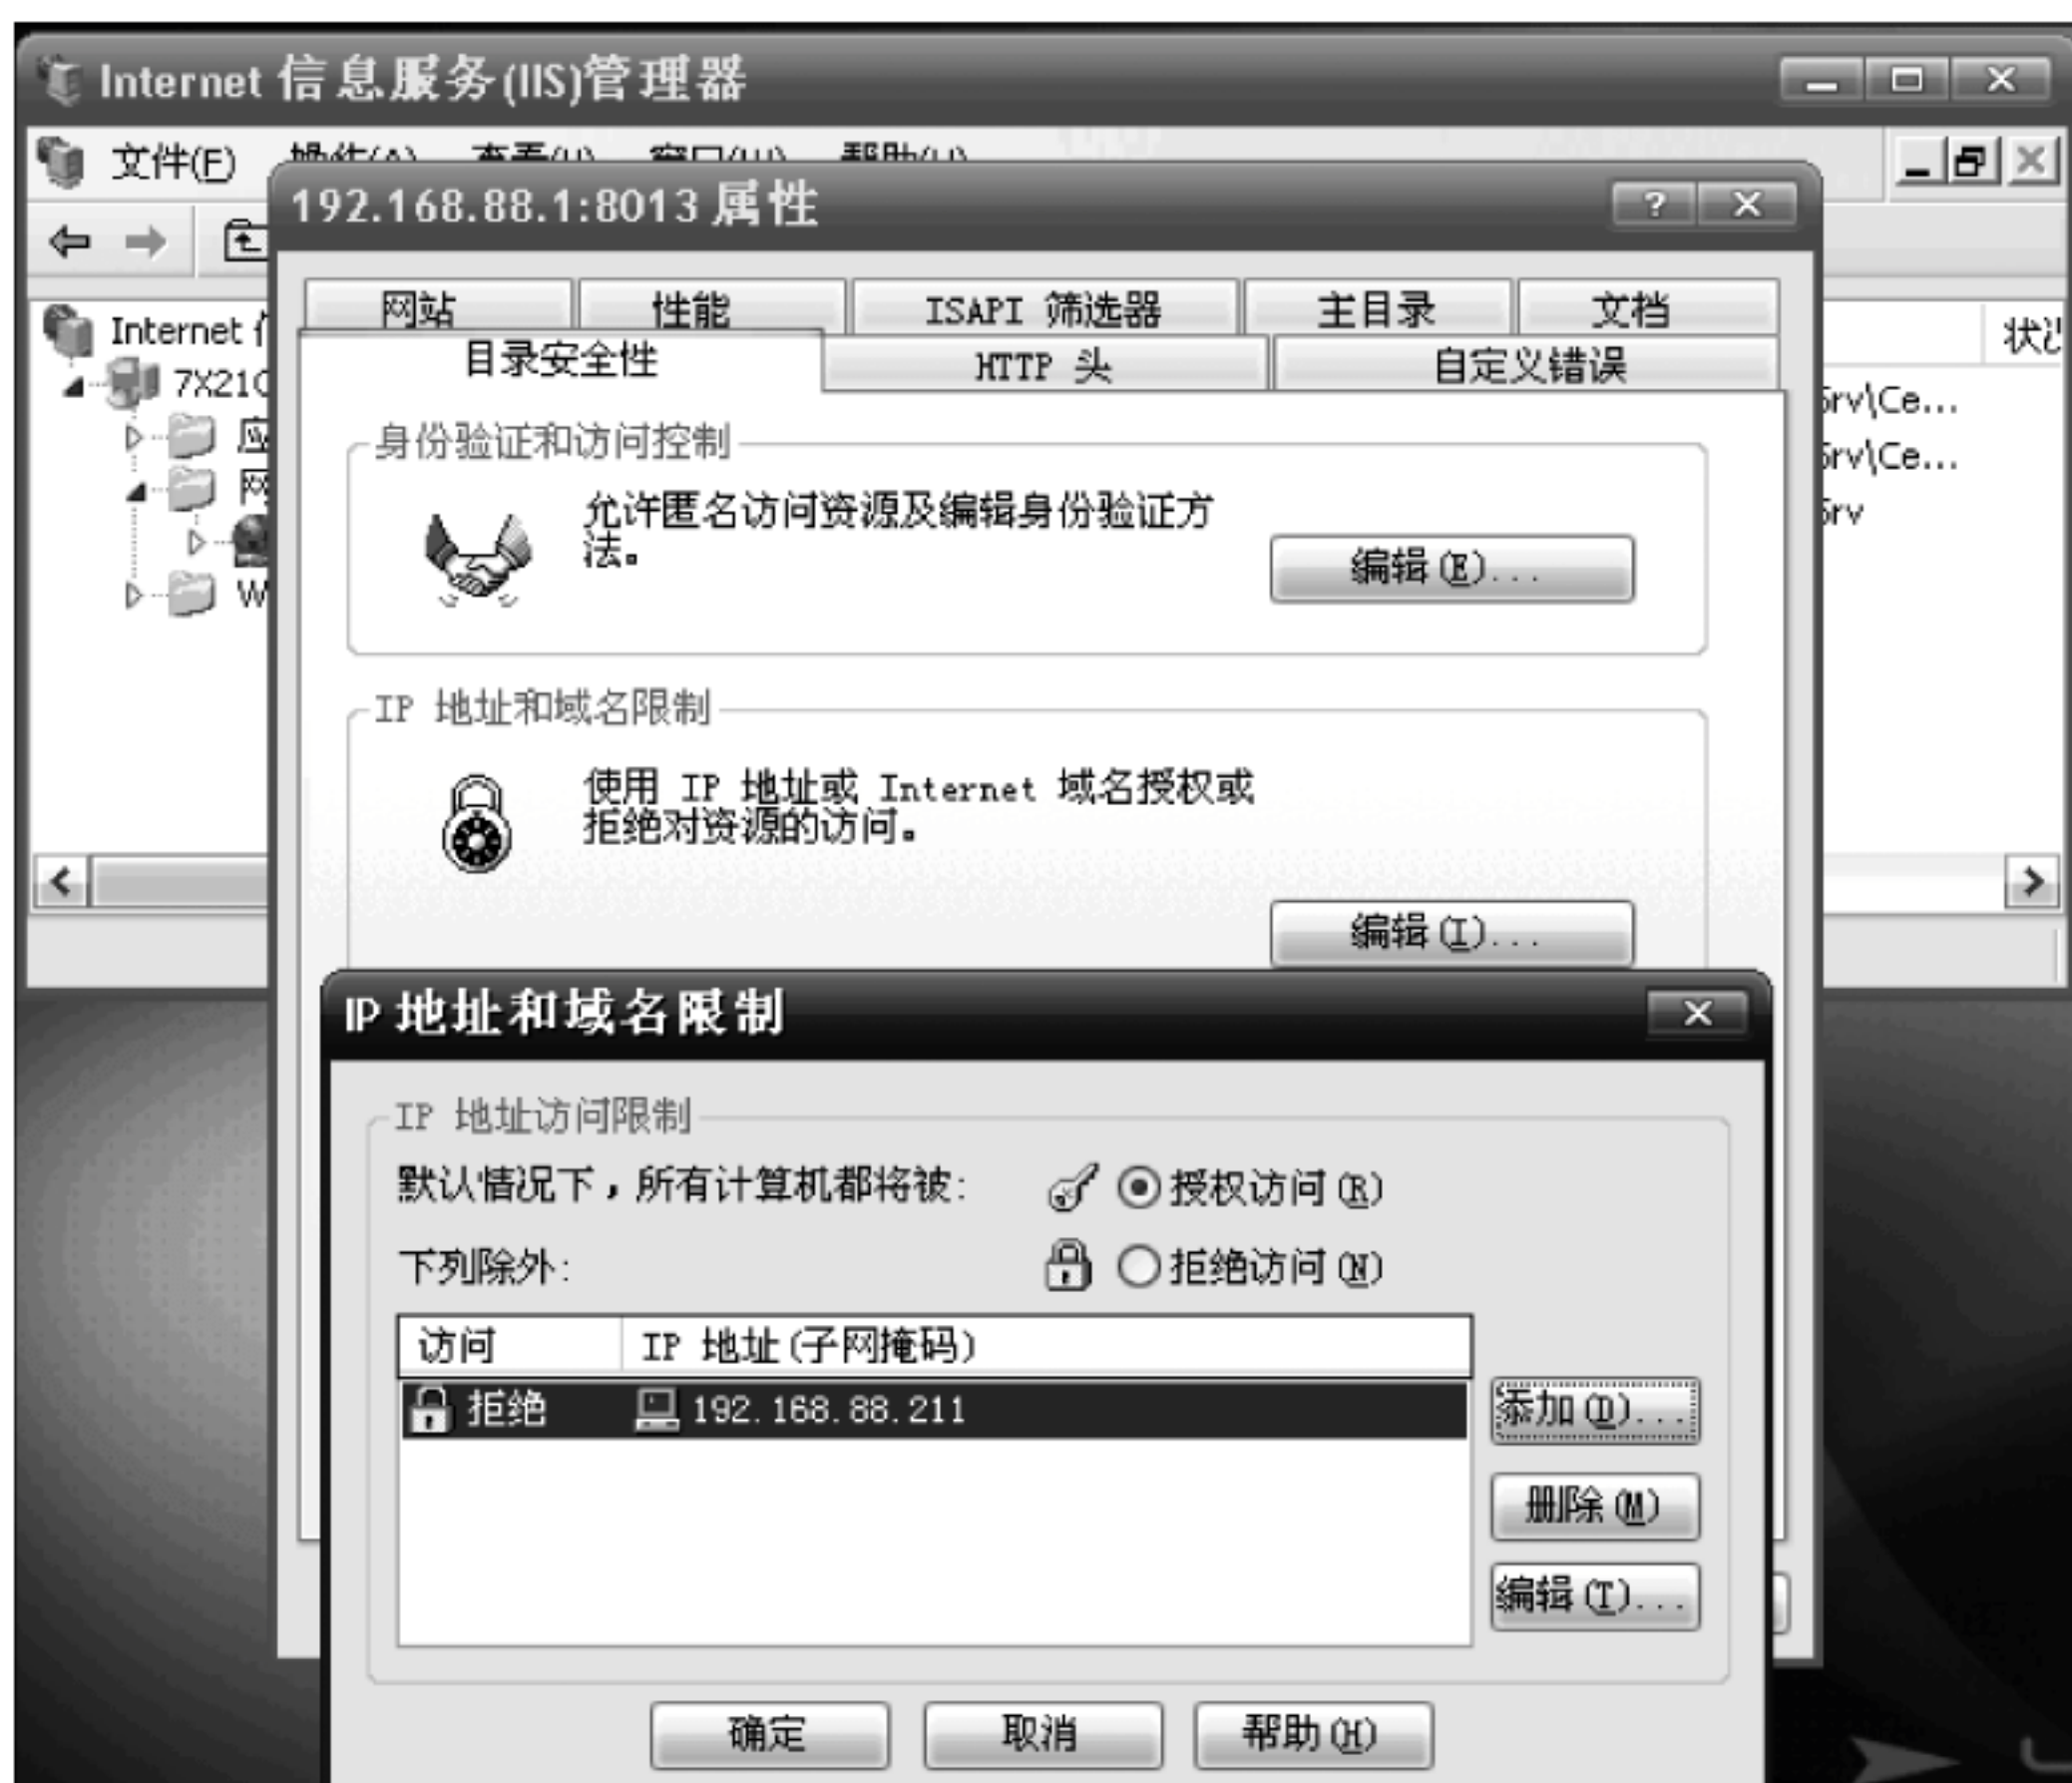 Internet 信息服务(IIS)管理器
文件(F)
192.168.88.1:8013 属性
网站 性能 ISAPI 筛选器 主目录 文档
目录安全性 HTTP 头 自定义错误
Internet
7X21
W
Srv\Ce...
Srv\Ce...
Srv
身份验证和访问控制
允许匿名访问资源及编辑身份验证方
法。
编辑(E)...
IP 地址和域名限制
使用 IP 地址或 Internet 域名授权或
拒绝对资源的访问。
编辑(I)...
IP 地址和域名限制
IP 地址访问限制
默认情况下，所有计算机都将被: 授权访问(R)
下列除外: 拒绝访问(N)
访问 IP 地址(子网掩码)
拒绝 192.168.88.211
添加(D)...
删除(M)
编辑(T)...
确定 取消 帮助(H)